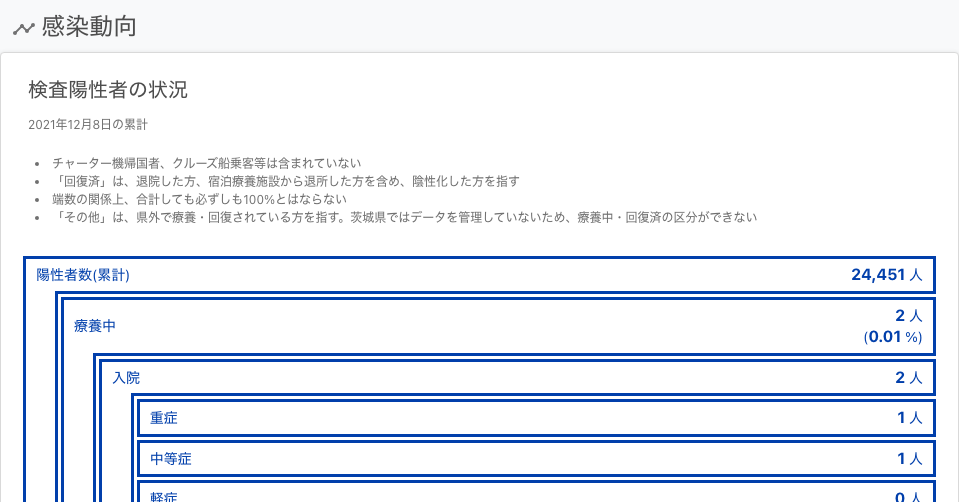 感染動向
検査陽性者の状況
2021年12月8日の累計
• チャーター機帰国者、クルーズ船乗客等は含まれていない
• 「回復済」は、退院した方、宿泊療養施設から退所した方を含め、陰性化した方を指す
• 端数の関係上、合計しても必ずしも100%とはならない
• 「その他」は、県外で療養・回復されている方を指す。茨城県ではデータを管理していないため、療養中・回復済の区分ができない
陽性者数(累計) 24,451 人
療養中 2 人
(0.01 %)
入院 2 人
重症 1 人
中等症 1 人
軽症 0 人